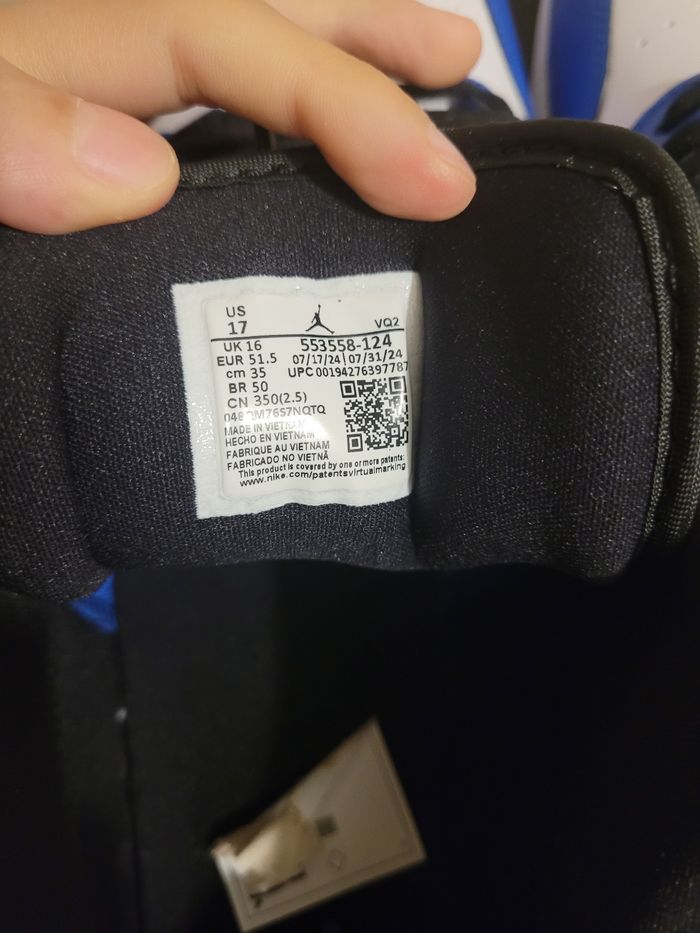 US
17
VQ2
UK 16
553558-124
EUR 51.5
07/17/24 | 07/31/24
cm 35
UPC 00194276397787
BR 50
CN 350(2.5)
MADE IN VIETNAM
HECHO EN VIETNAM
FABRIQUE AU VIETNAM
FABRICADO NO VIETNÃ
This product is covered by one or more patents:
www.nike.com/patentsvirtualmarking